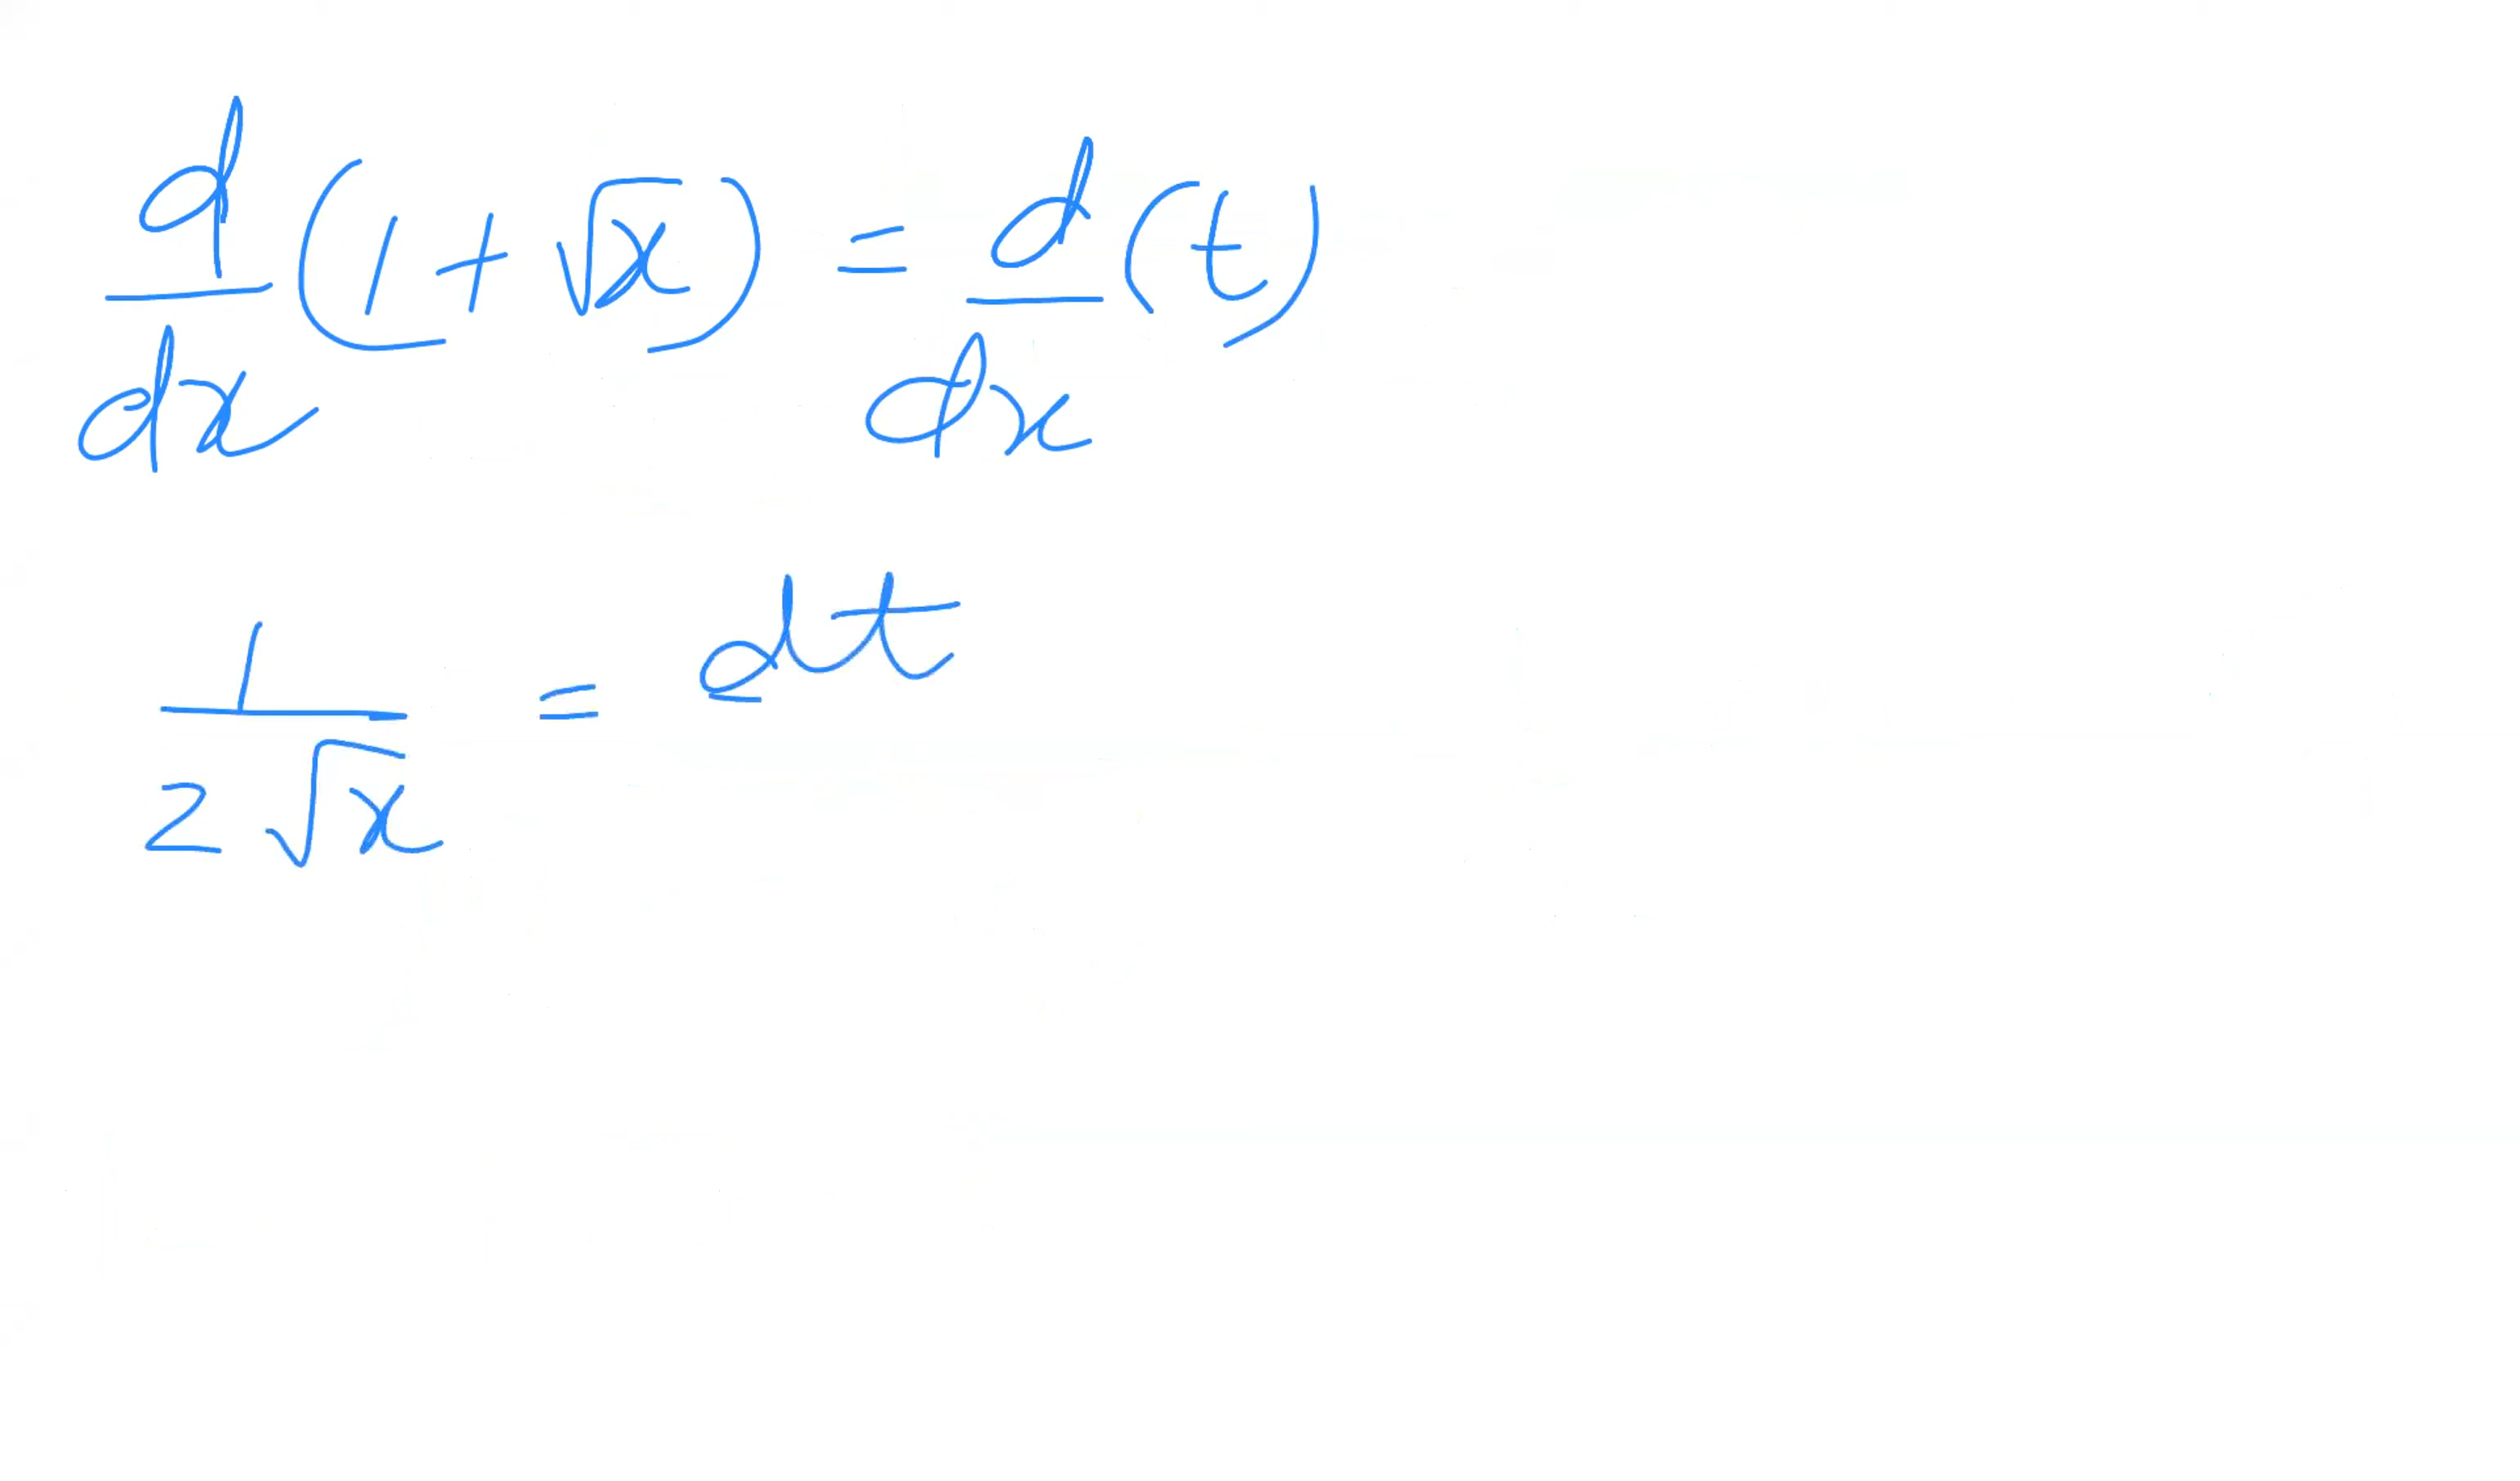 d/dx (1 + √x) = d/dx (t)
1/(2√x) = dt